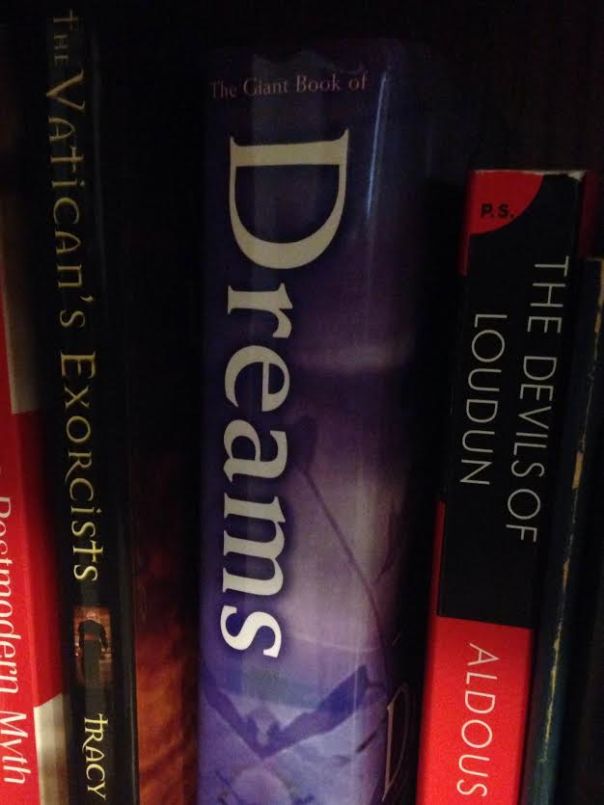 Postmodern Myth
THE VATICAN'S EXORCISTS
TRACY
The Giant Book of
Dreams
P.S.
THE DEVILS OF
LOUDUN
ALDOUS